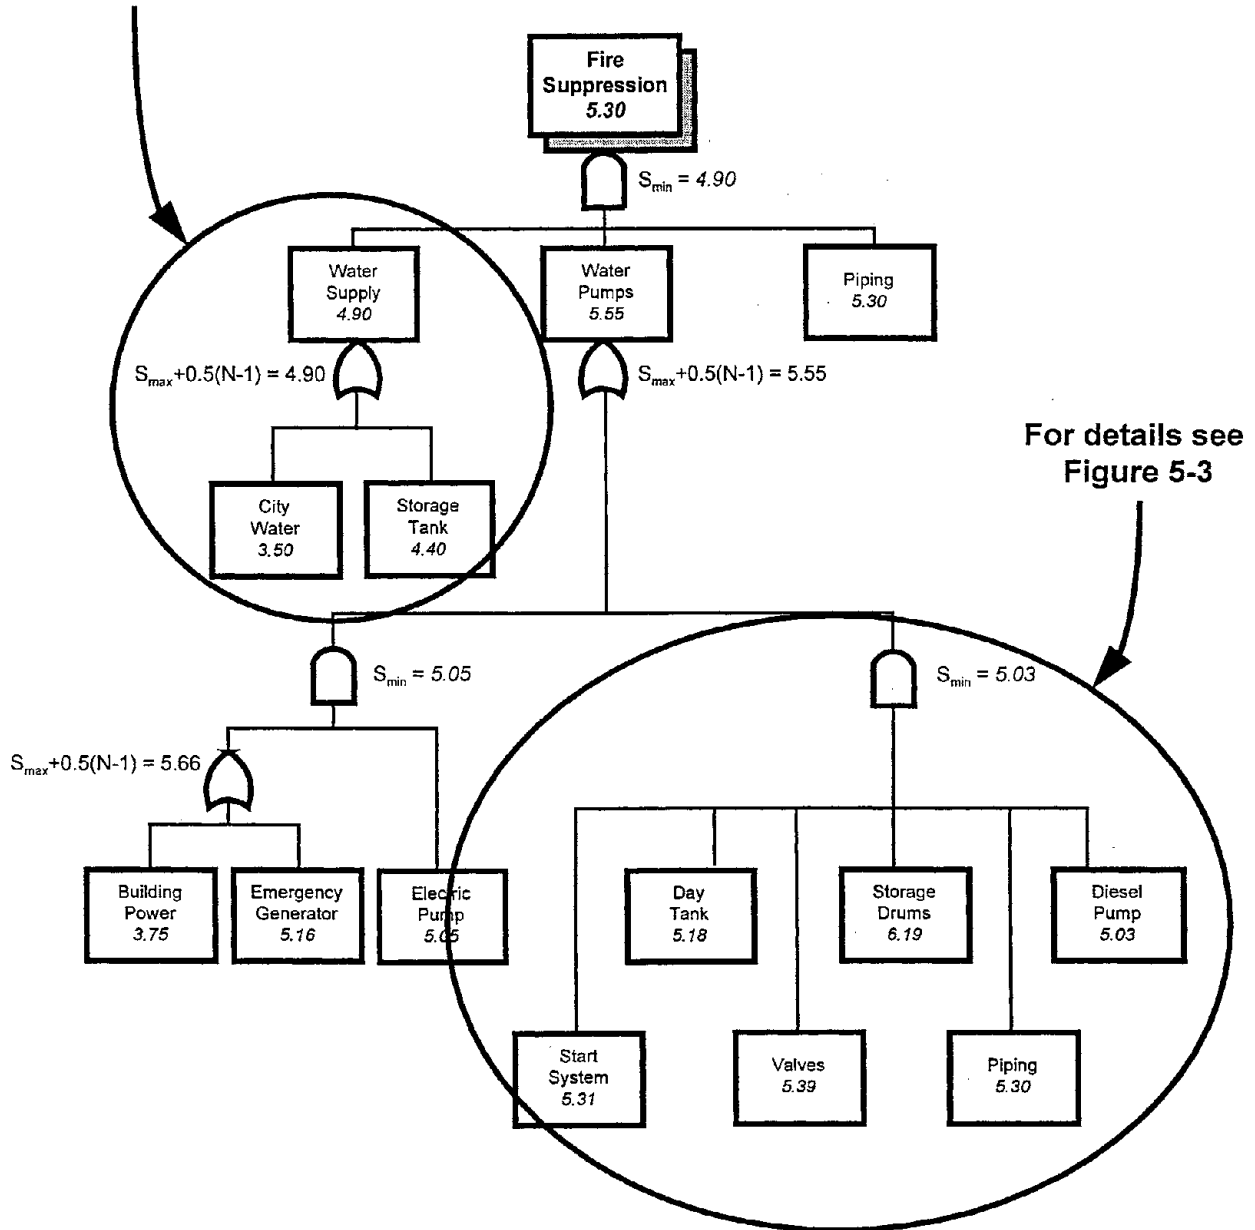 Fire
Suppression
5.30
Smin = 4.90
Water
Supply
4.90
Water
Pumps
5.55
Piping
5.30
Smax+0.5(N-1) = 4.90
Smax+0.5(N-1) = 5.55
City
Water
3.50
Storage
Tank
4.40
For details see
Figure 5-3
Smin = 5.05
Smin = 5.03
Smax+0.5(N-1) = 5.66
Building
Power
3.75
Emergency
Generator
5.16
Electric
Pump
5.05
Day
Tank
5.18
Storage
Drums
6.19
Diesel
Pump
5.03
Start
System
5.31
Valves
5.39
Piping
5.30